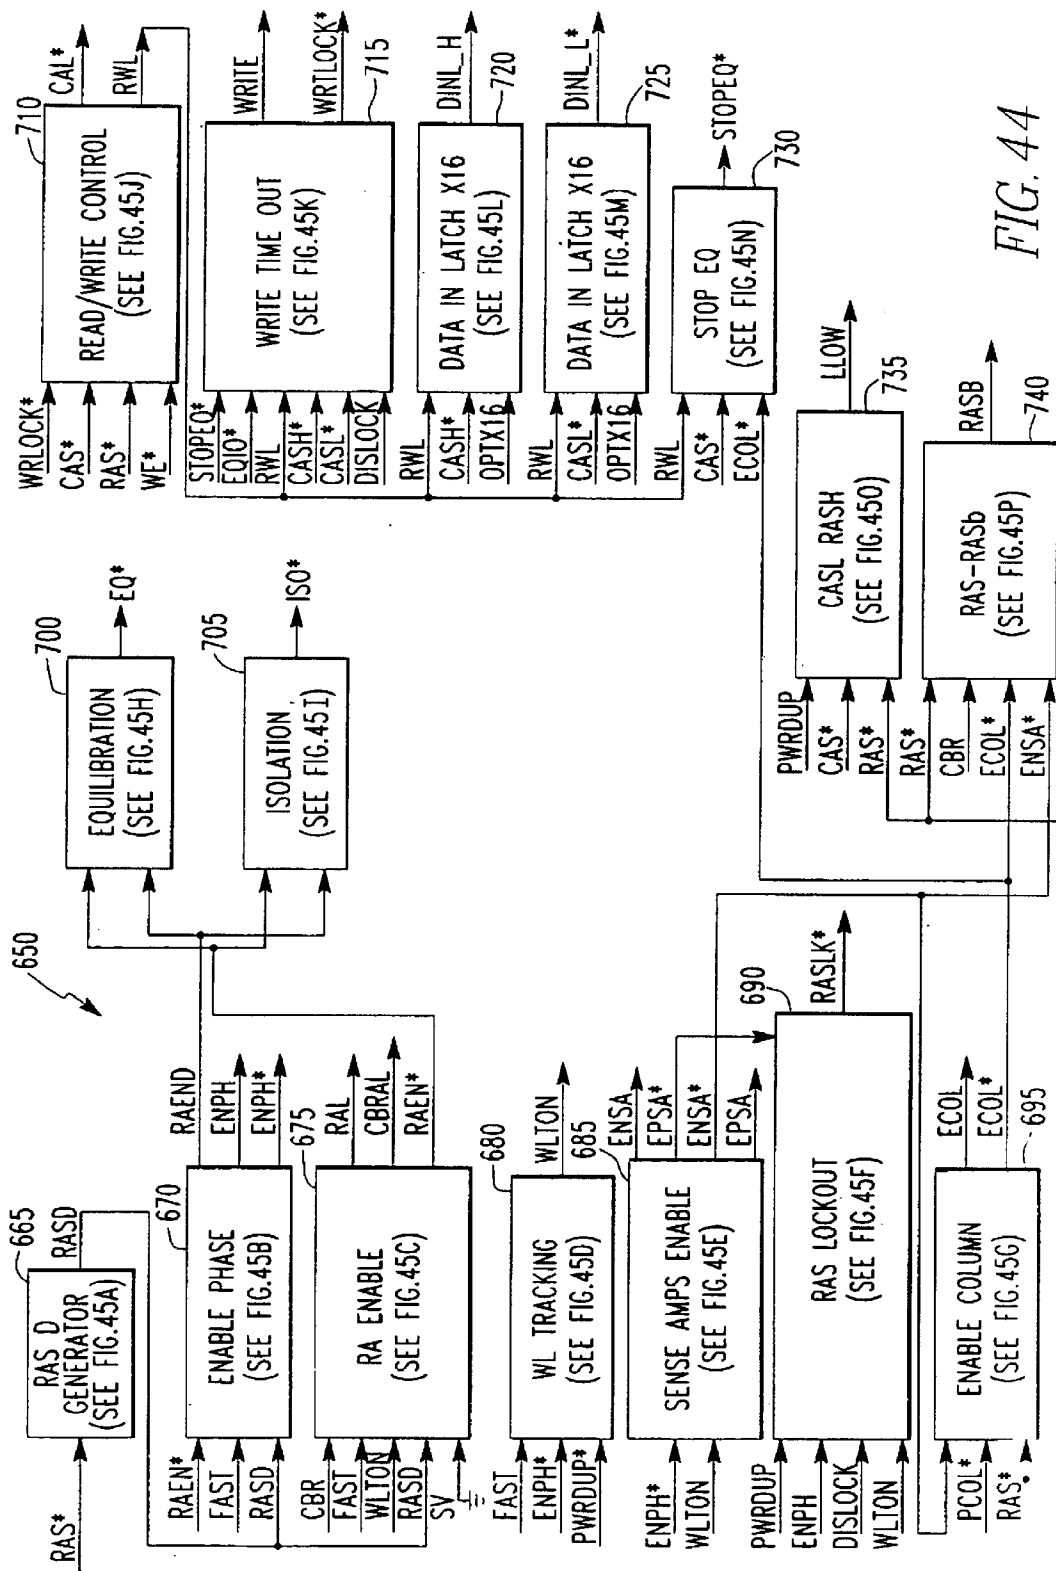 650
RAS*
RAS D
GENERATOR
(SEE FIG.45A)
665
RASD
RAEN*
FAST
RASD
ENABLE PHASE
(SEE FIG.45B)
670
RAEND
ENPH
ENPH*
CBR
FAST
WLTON
RASD
SV
RA ENABLE
(SEE FIG.45C)
675
RAL
CBRAL
RAEN*
FAST
ENPH*
PWRDUP*
WL TRACKING
(SEE FIG.45D)
680
WLTON
ENPH*
WLTON
SENSE AMPS ENABLE
(SEE FIG.45E)
685
ENSA
EPSA*
ENSA*
EPSA
PWRDUP
ENPH
DISLOCK
WLTON
RAS LOCKOUT
(SEE FIG.45F)
690
RASLK*
PCOL*
RAS*
ENABLE COLUMN
(SEE FIG.45G)
695
ECOL
ECOL*
EQUILIBRATION
(SEE FIG.45H)
700
EQ*
ISOLATION
(SEE FIG.45I)
705
ISO*
WRLOCK*
CAS*
RAS*
WE*
READ/WRITE CONTROL
(SEE FIG.45J)
710
CAL*
RWL
STOPEQ*
EQIO*
RWL
CASH*
CASL*
DISLOCK
WRITE TIME OUT
(SEE FIG.45K)
WRITE
WRTLOCK*
715
RWL
CASH*
OPTX16
DATA IN LATCH X16
(SEE FIG.45L)
DINL_H
720
RWL
CASL*
OPTX16
DATA IN LATCH X16
(SEE FIG.45M)
DINL_L*
725
RWL
CAS*
ECOL*
STOP EQ
(SEE FIG.45N)
STOPEQ*
730
PWRDUP
CAS*
RAS*
CASL RASH
(SEE FIG.45O)
LLOW
735
RAS*
CBR
ECOL*
ENSA*
RAS-RASb
(SEE FIG.45P)
RASB
740
FIG. 44